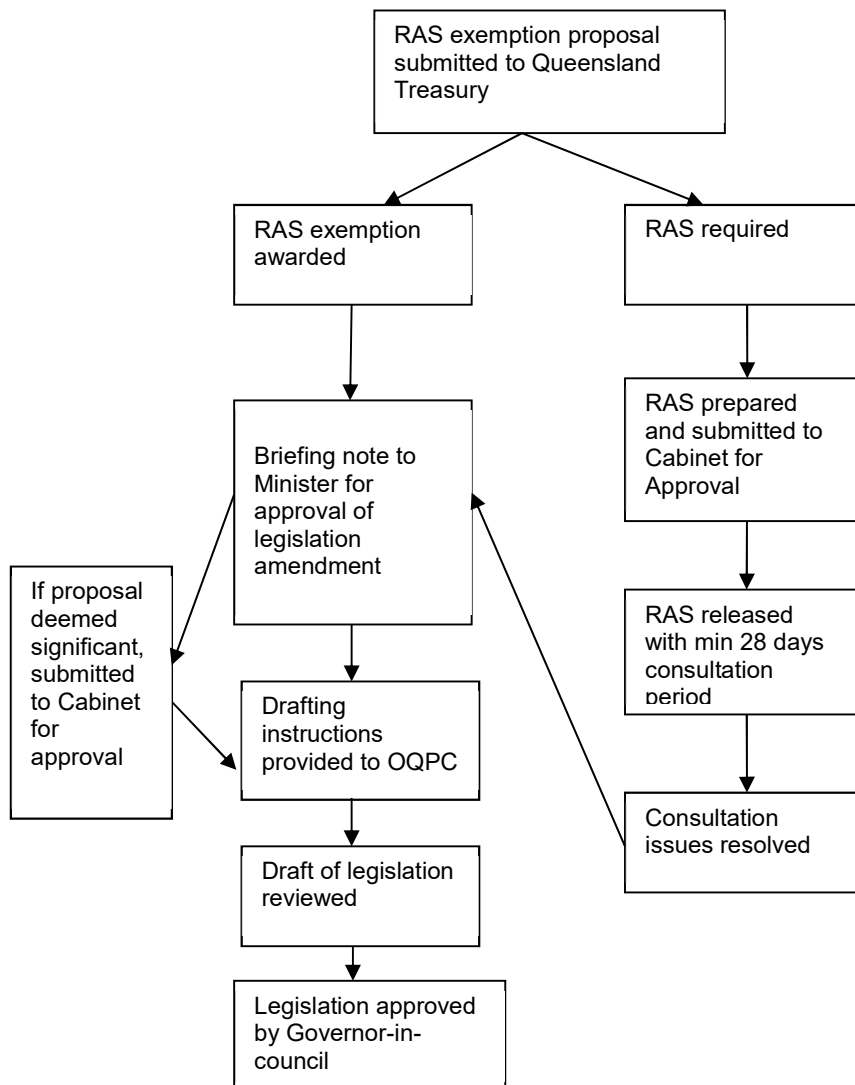 RAS exemption proposal
submitted to Queensland
Treasury
RAS exemption
awarded
RAS required
Briefing note to
Minister for
approval of
legislation
amendment
RAS prepared
and submitted to
Cabinet for
Approval
If proposal
deemed
significant,
submitted
to Cabinet
for
approval
RAS released
with min 28 days
consultation
period
Drafting
instructions
provided to OQPC
Consultation
issues resolved
Draft of legislation
reviewed
Legislation approved
by Governor-in-
council